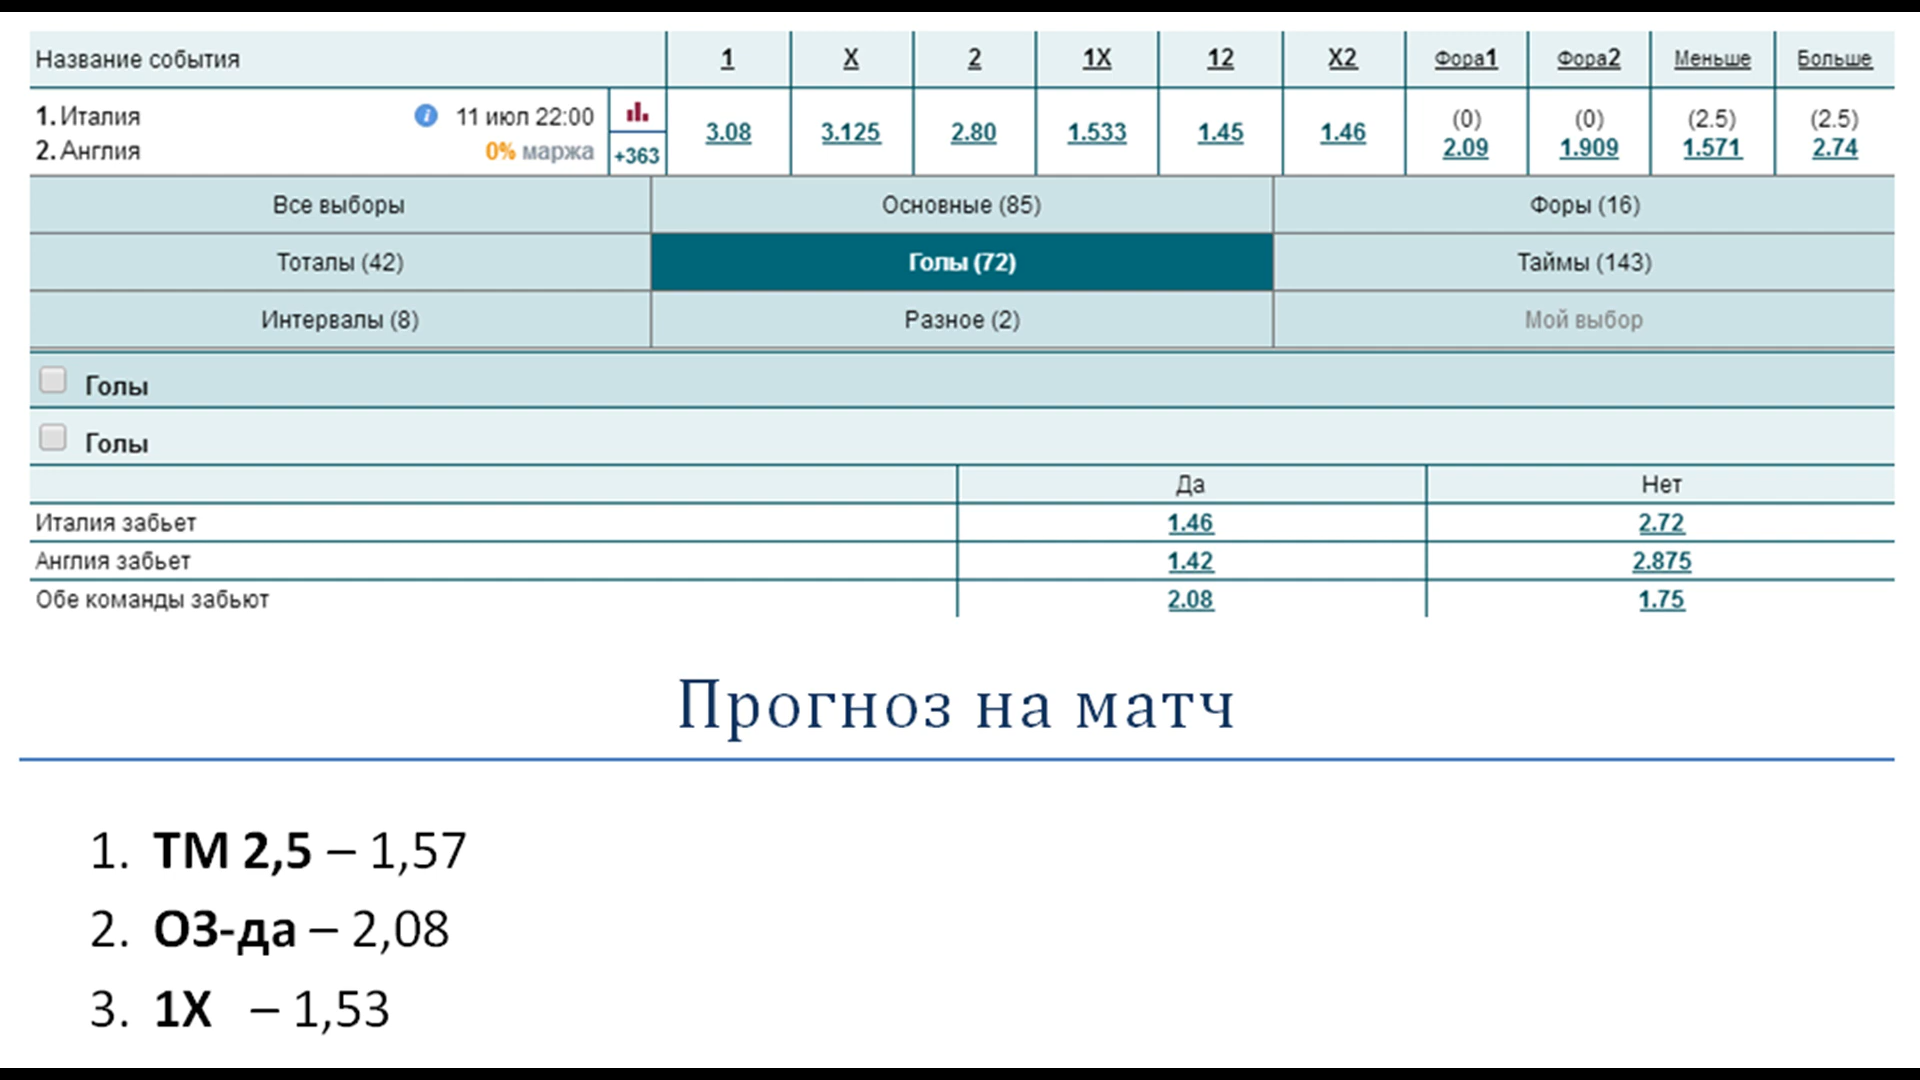 Название события 1 X 2 1X 12 X2 Фора1 Фора2 Меньше Больше
1. Италия i 11 июл 22:00 3.08 3.125 2.80 1.533 1.45 1.46 (0) (0) (2.5) (2.5)
2. Англия 0% маржа +363 2.09 1.909 1.571 2.74
Все выборы Основные (85) Форы (16)
Тоталы (42) Голы (72) Таймы (143)
Интервалы (8) Разное (2) Мой выбор
Голы
Голы
Да Нет
Италия забьет 1.46 2.72
Англия забьет 1.42 2.875
Обе команды забьют 2.08 1.75
Прогноз на матч
1. ТМ 2,5 – 1,57
2. ОЗ-да – 2,08
3. 1Х – 1,53